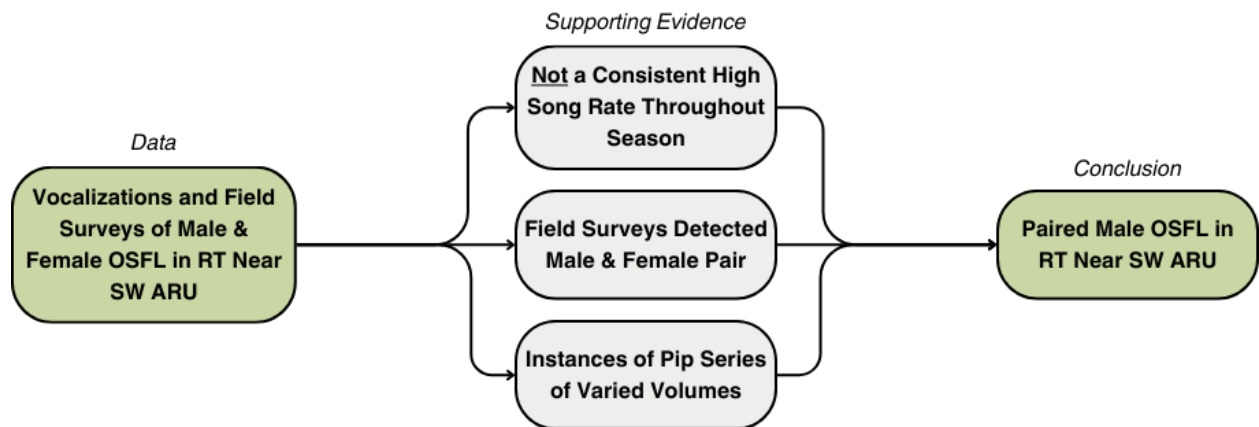 Supporting Evidence
Not a Consistent High
Song Rate Throughout
Season
Data
Vocalizations and Field
Surveys of Male &
Female OSFL in RT Near
SW ARU
Field Surveys Detected
Male & Female Pair
Conclusion
Paired Male OSFL in
RT Near SW ARU
Instances of Pip Series
of Varied Volumes